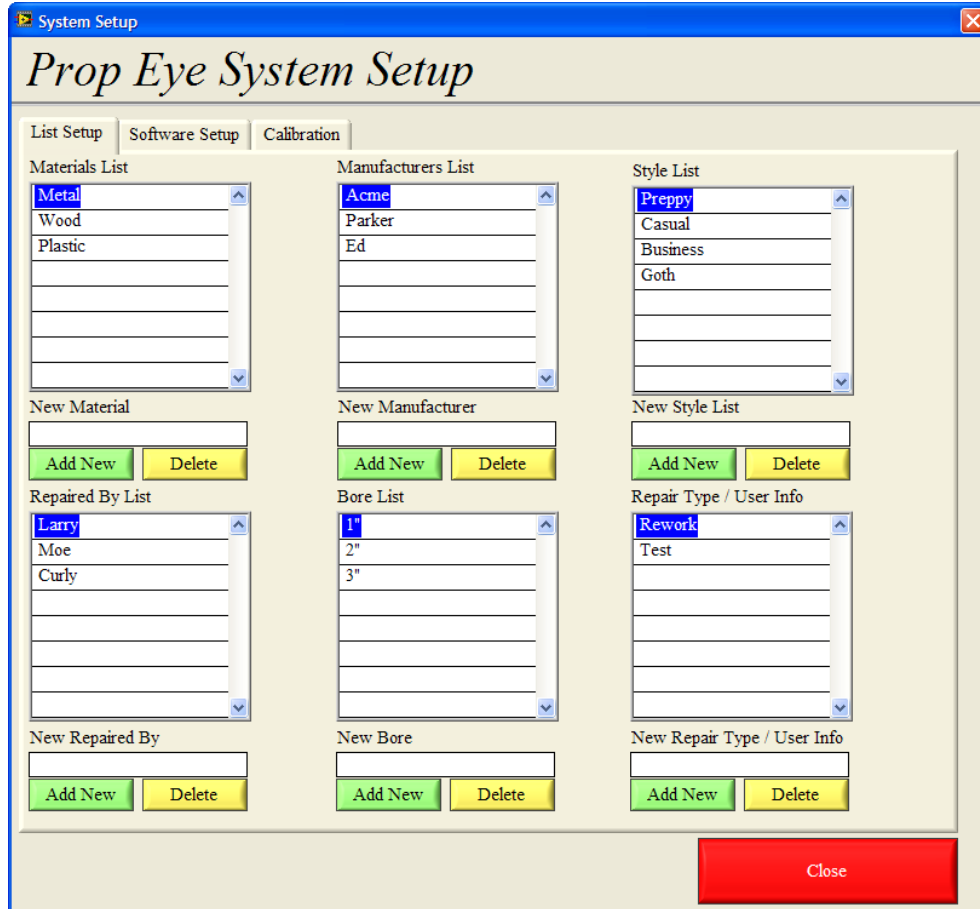 System Setup
Prop Eye System Setup
List Setup Software Setup Calibration
Materials List
Metal
Wood
Plastic
New Material
Add New Delete
Manufacturers List
Acme
Parker
Ed
New Manufacturer
Add New Delete
Style List
Preppy
Casual
Business
Goth
New Style List
Add New Delete
Repaired By List
Larry
Moe
Curly
New Repaired By
Add New Delete
Bore List
1"
2"
3"
New Bore
Add New Delete
Repair Type / User Info
Rework
Test
New Repair Type / User Info
Add New Delete
Close